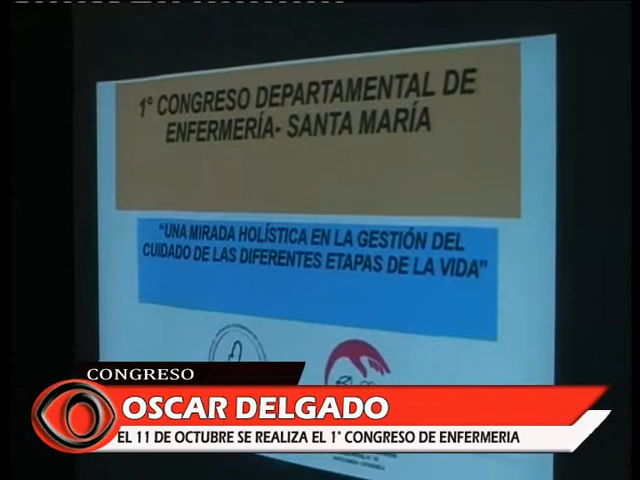 1° CONGRESO DEPARTAMENTAL DE
ENFERMERÍA- SANTA MARÍA
"UNA MIRADA HOLÍSTICA EN LA GESTIÓN DEL
CUIDADO DE LAS DIFERENTES ETAPAS DE LA VIDA"
CONGRESO
OSCAR DELGADO
EL 11 DE OCTUBRE SE REALIZA EL 1° CONGRESO DE ENFERMERIA